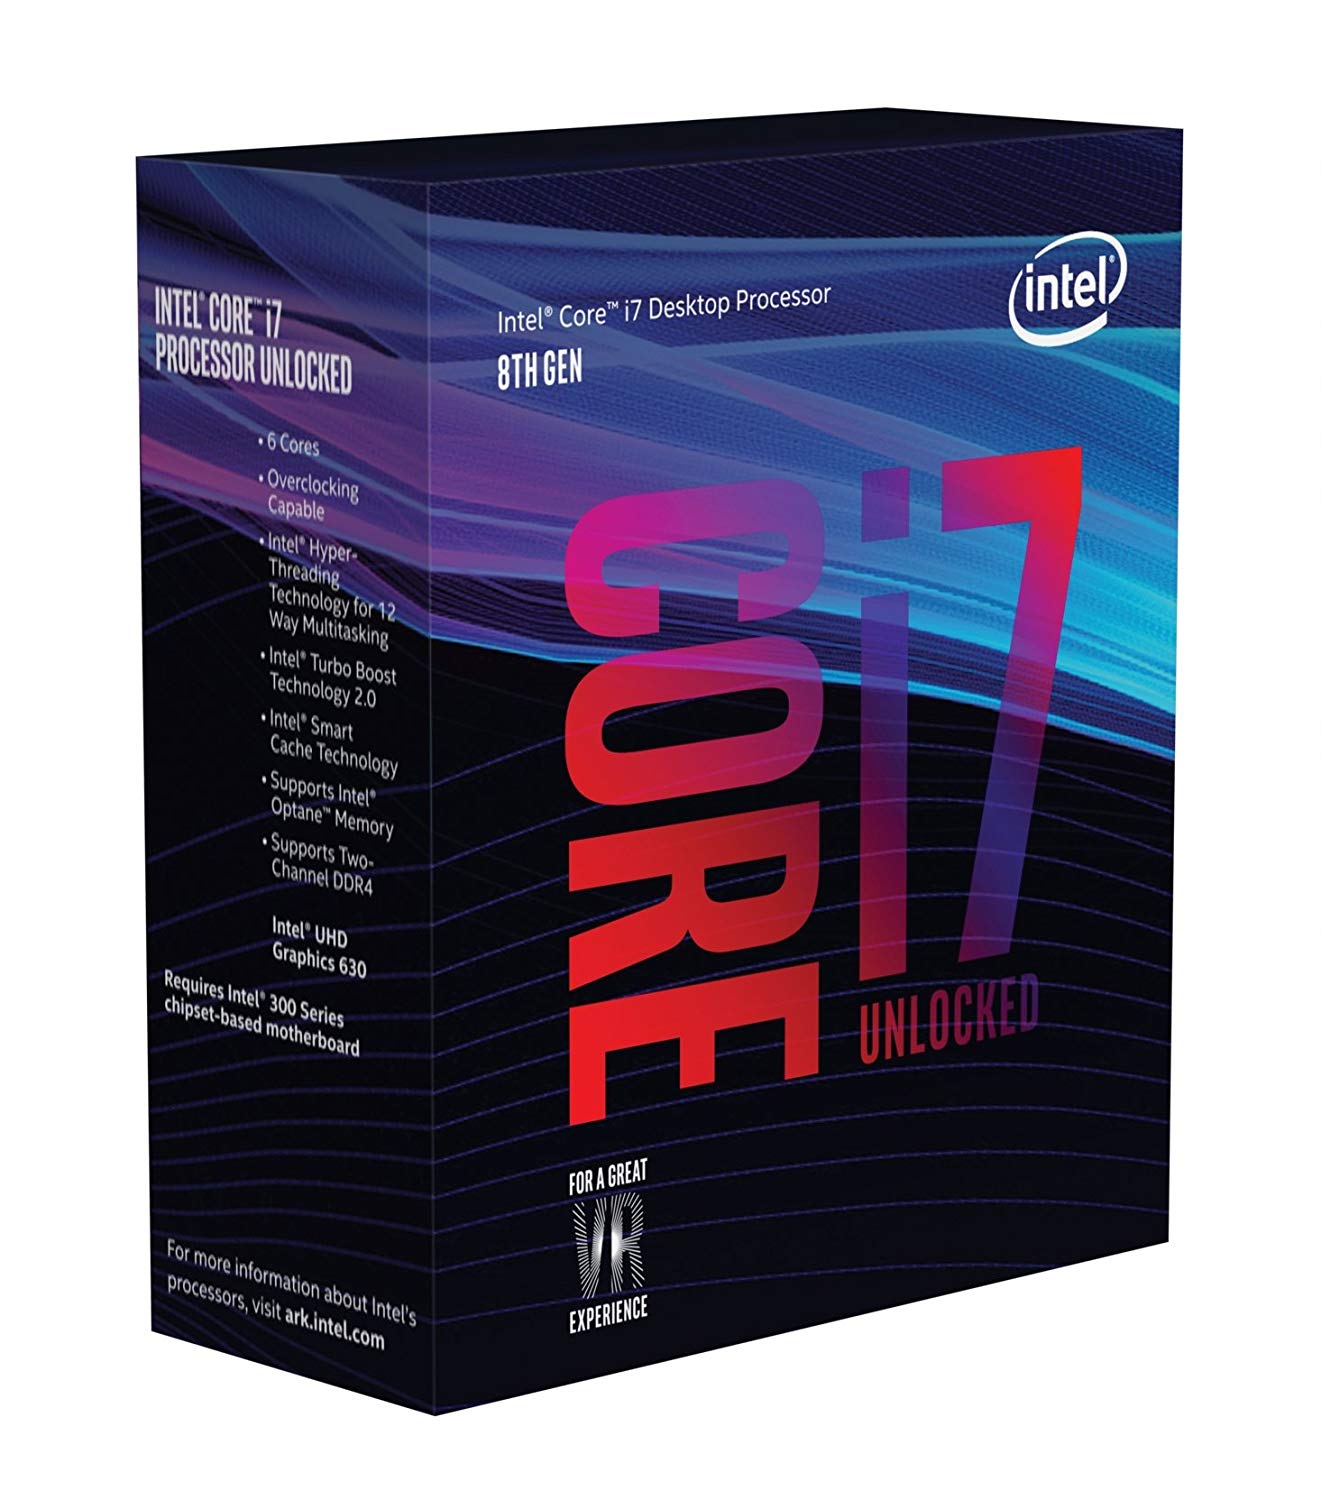 INTEL® CORE™ i7
PROCESSOR UNLOCKED
• 6 Cores
• Overclocking
Capable
• Intel® Hyper-
Threading
Technology for 12
Way Multitasking
• Intel® Turbo Boost
Technology 2.0
• Intel® Smart
Cache Technology
• Supports Intel®
Optane™ Memory
• Supports Two-
Channel DDR4
Intel® UHD
Graphics 630
Requires Intel® 300 Series
chipset-based motherboard
For more information about Intel's
processors, visit ark.intel.com
intel®
Intel® Core™ i7 Desktop Processor
8TH GEN
CORE
i7
UNLOCKED
FOR A GREAT
VR
EXPERIENCE